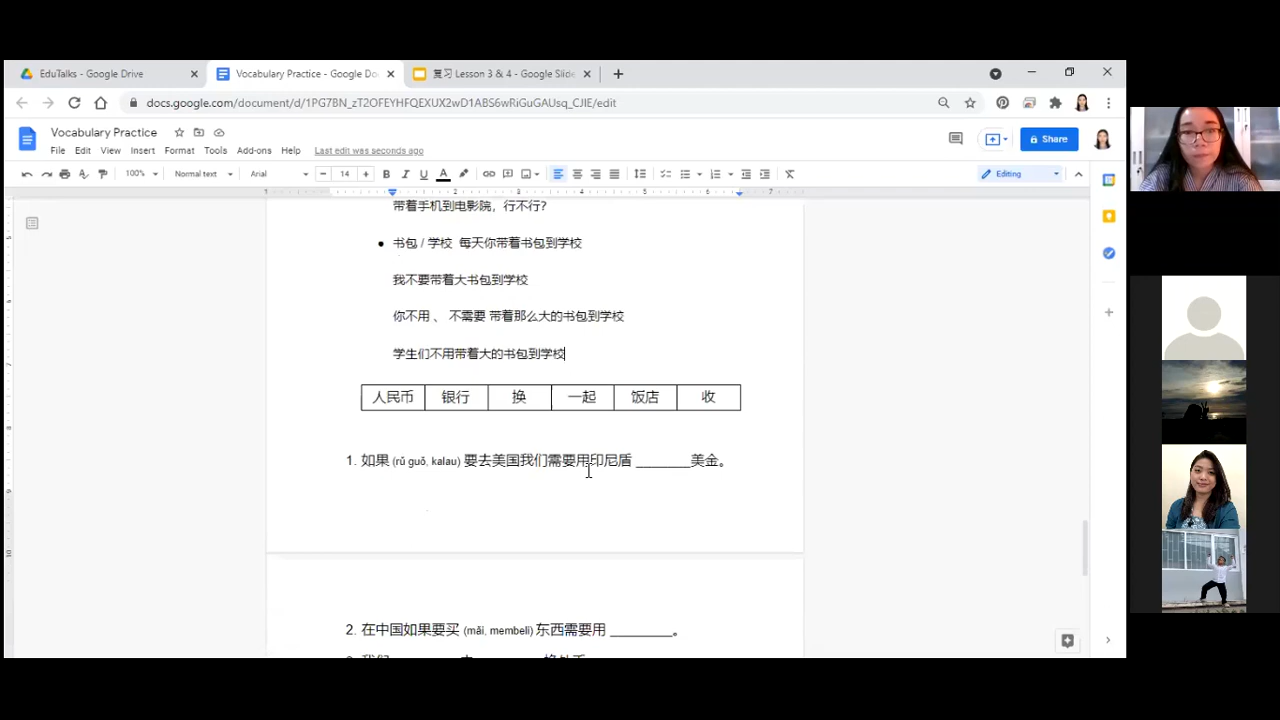 EduTalks - Google Drive
Vocabulary Practice - Google Do
复习 Lesson 3 & 4 - Google Slide
docs.google.com/document/d/1PG7BN_zT2OFEYHFQEXUX2wD1ABS6wRiGuGAUsq_CJIE/edit
Vocabulary Practice
File Edit View Insert Format Tools Add-ons Help Last edit was seconds ago
Share
100% Normal text Arial 14 Editing
带着手机到电影院，行不行?
书包 / 学校 每天你带着书包到学校
我不要带着大书包到学校
你不用 、 不需要 带着那么大的书包到学校
学生们不用带着大的书包到学校
人民币 银行 换 一起 饭店 收
1. 如果 (rǔ guǒ, kalau) 要去美国我们需要用印尼盾 _______美金。
2. 在中国如果要买 (mǎi, membeli) 东西需要用 ________。